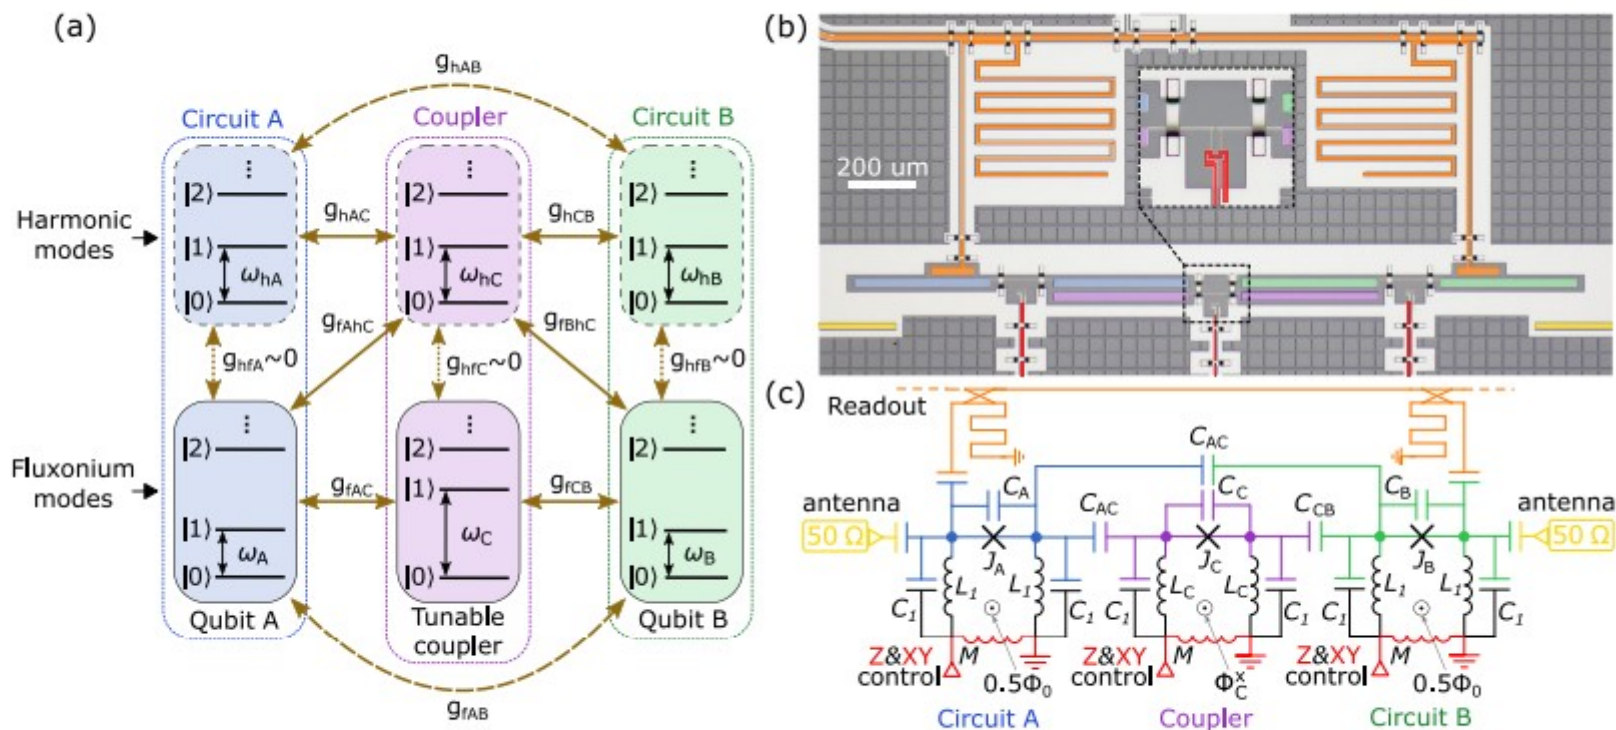 (a)
g_hAB
Circuit A
Coupler
Circuit B
⋮ ⋮ ⋮
|2⟩ |2⟩ |2⟩
Harmonic modes
g_hAC g_hCB
|1⟩ |1⟩ |1⟩
ω_hA ω_hC ω_hB
|0⟩ |0⟩ |0⟩
g_fAhC g_fBhC
g_hfA~0 g_hfC~0 g_hfB~0
⋮ ⋮ ⋮
|2⟩ |2⟩ |2⟩
Fluxonium modes
g_fAC g_fCB
|1⟩ |1⟩ |1⟩
ω_A ω_C ω_B
|0⟩ |0⟩ |0⟩
Qubit A
Tunable
coupler
Qubit B
g_fAB
(b)
200 um
(c)
Readout
C_AC
antenna C_A C_AC C_C C_CB C_B antenna
50 Ω 50 Ω
J_A J_C J_B
L_1 L_1 L_C L_C L_1 L_1
C_1 C_1 C_1 C_1 C_1 C_1
Z&XY control M Z&XY control M Z&XY control M
0.5Φ_0 Φ_C^x 0.5Φ_0
Circuit A
Coupler
Circuit B